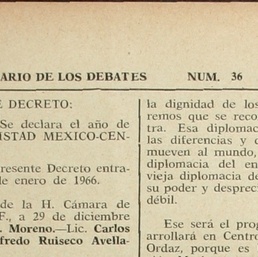 ARIO DE LOS DEBATES NUM. 36
E DECRETO:
Se declara el año de
ISTAD MEXICO-CEN-
resente Decreto entra-
de enero de 1966.
de la H. Cámara de
F., a 29 de diciembre
. Moreno.—Lic. Carlos
fredo Ruiseco Avella-
la dignidad de los
remos que se reco
tra. Esa diplomac
las diferencias y d
mueven al mundo,
diplomacia del en
vieja diplomacia de
su poder y despreci
débil.
Ese será el prog
arrollará en Centro
Ordaz, porque es